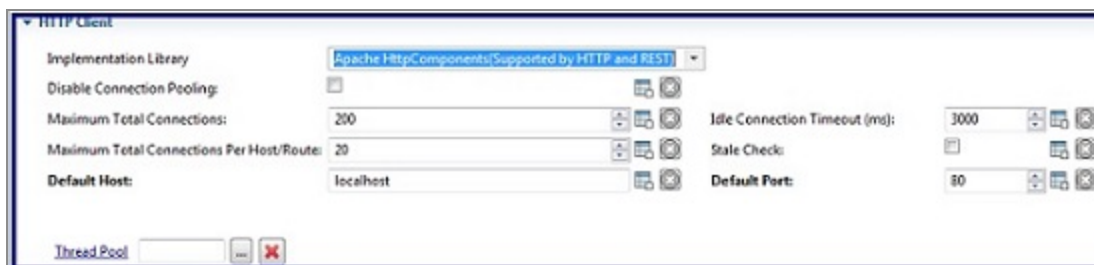 HTTP Client
Implementation Library Apache HttpComponents(Supported by HTTP and REST)
Disable Connection Pooling:
Maximum Total Connections: 200 Idle Connection Timeout (ms): 3000
Maximum Total Connections Per Host/Route: 20 Stale Check:
Default Host: localhost Default Port: 80
Thread Pool ...